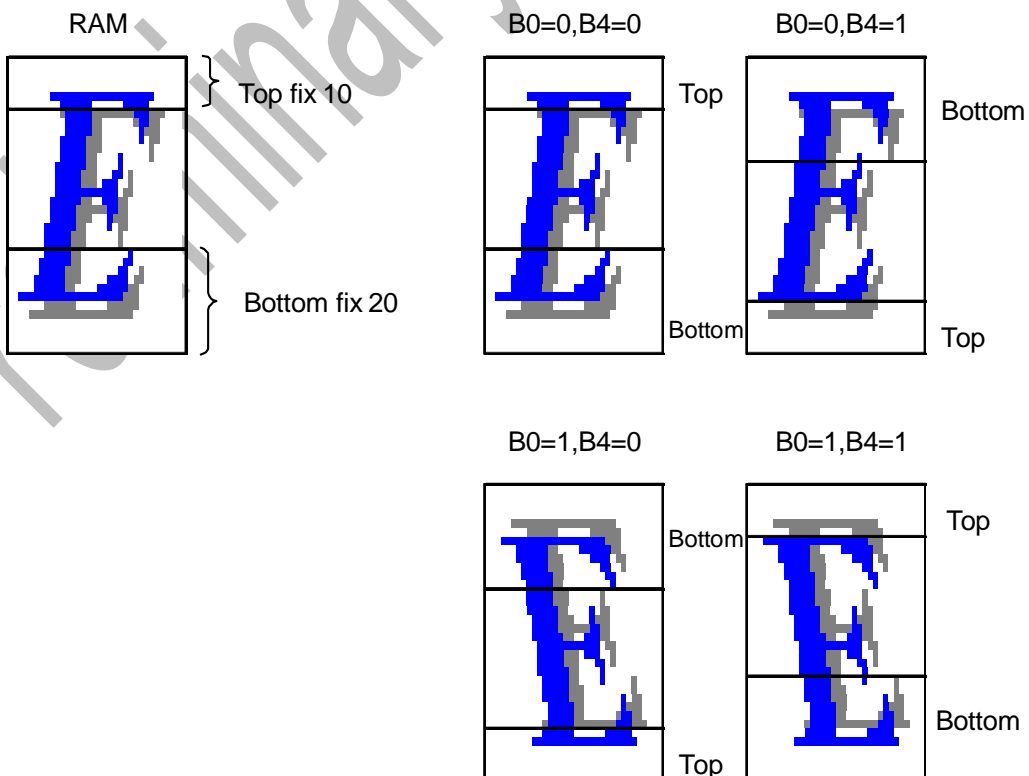 RAM
B0=0,B4=0
B0=0,B4=1
Top fix 10
Top
Bottom
Bottom fix 20
Bottom
Top
B0=1,B4=0
B0=1,B4=1
Bottom
Top
Top
Bottom